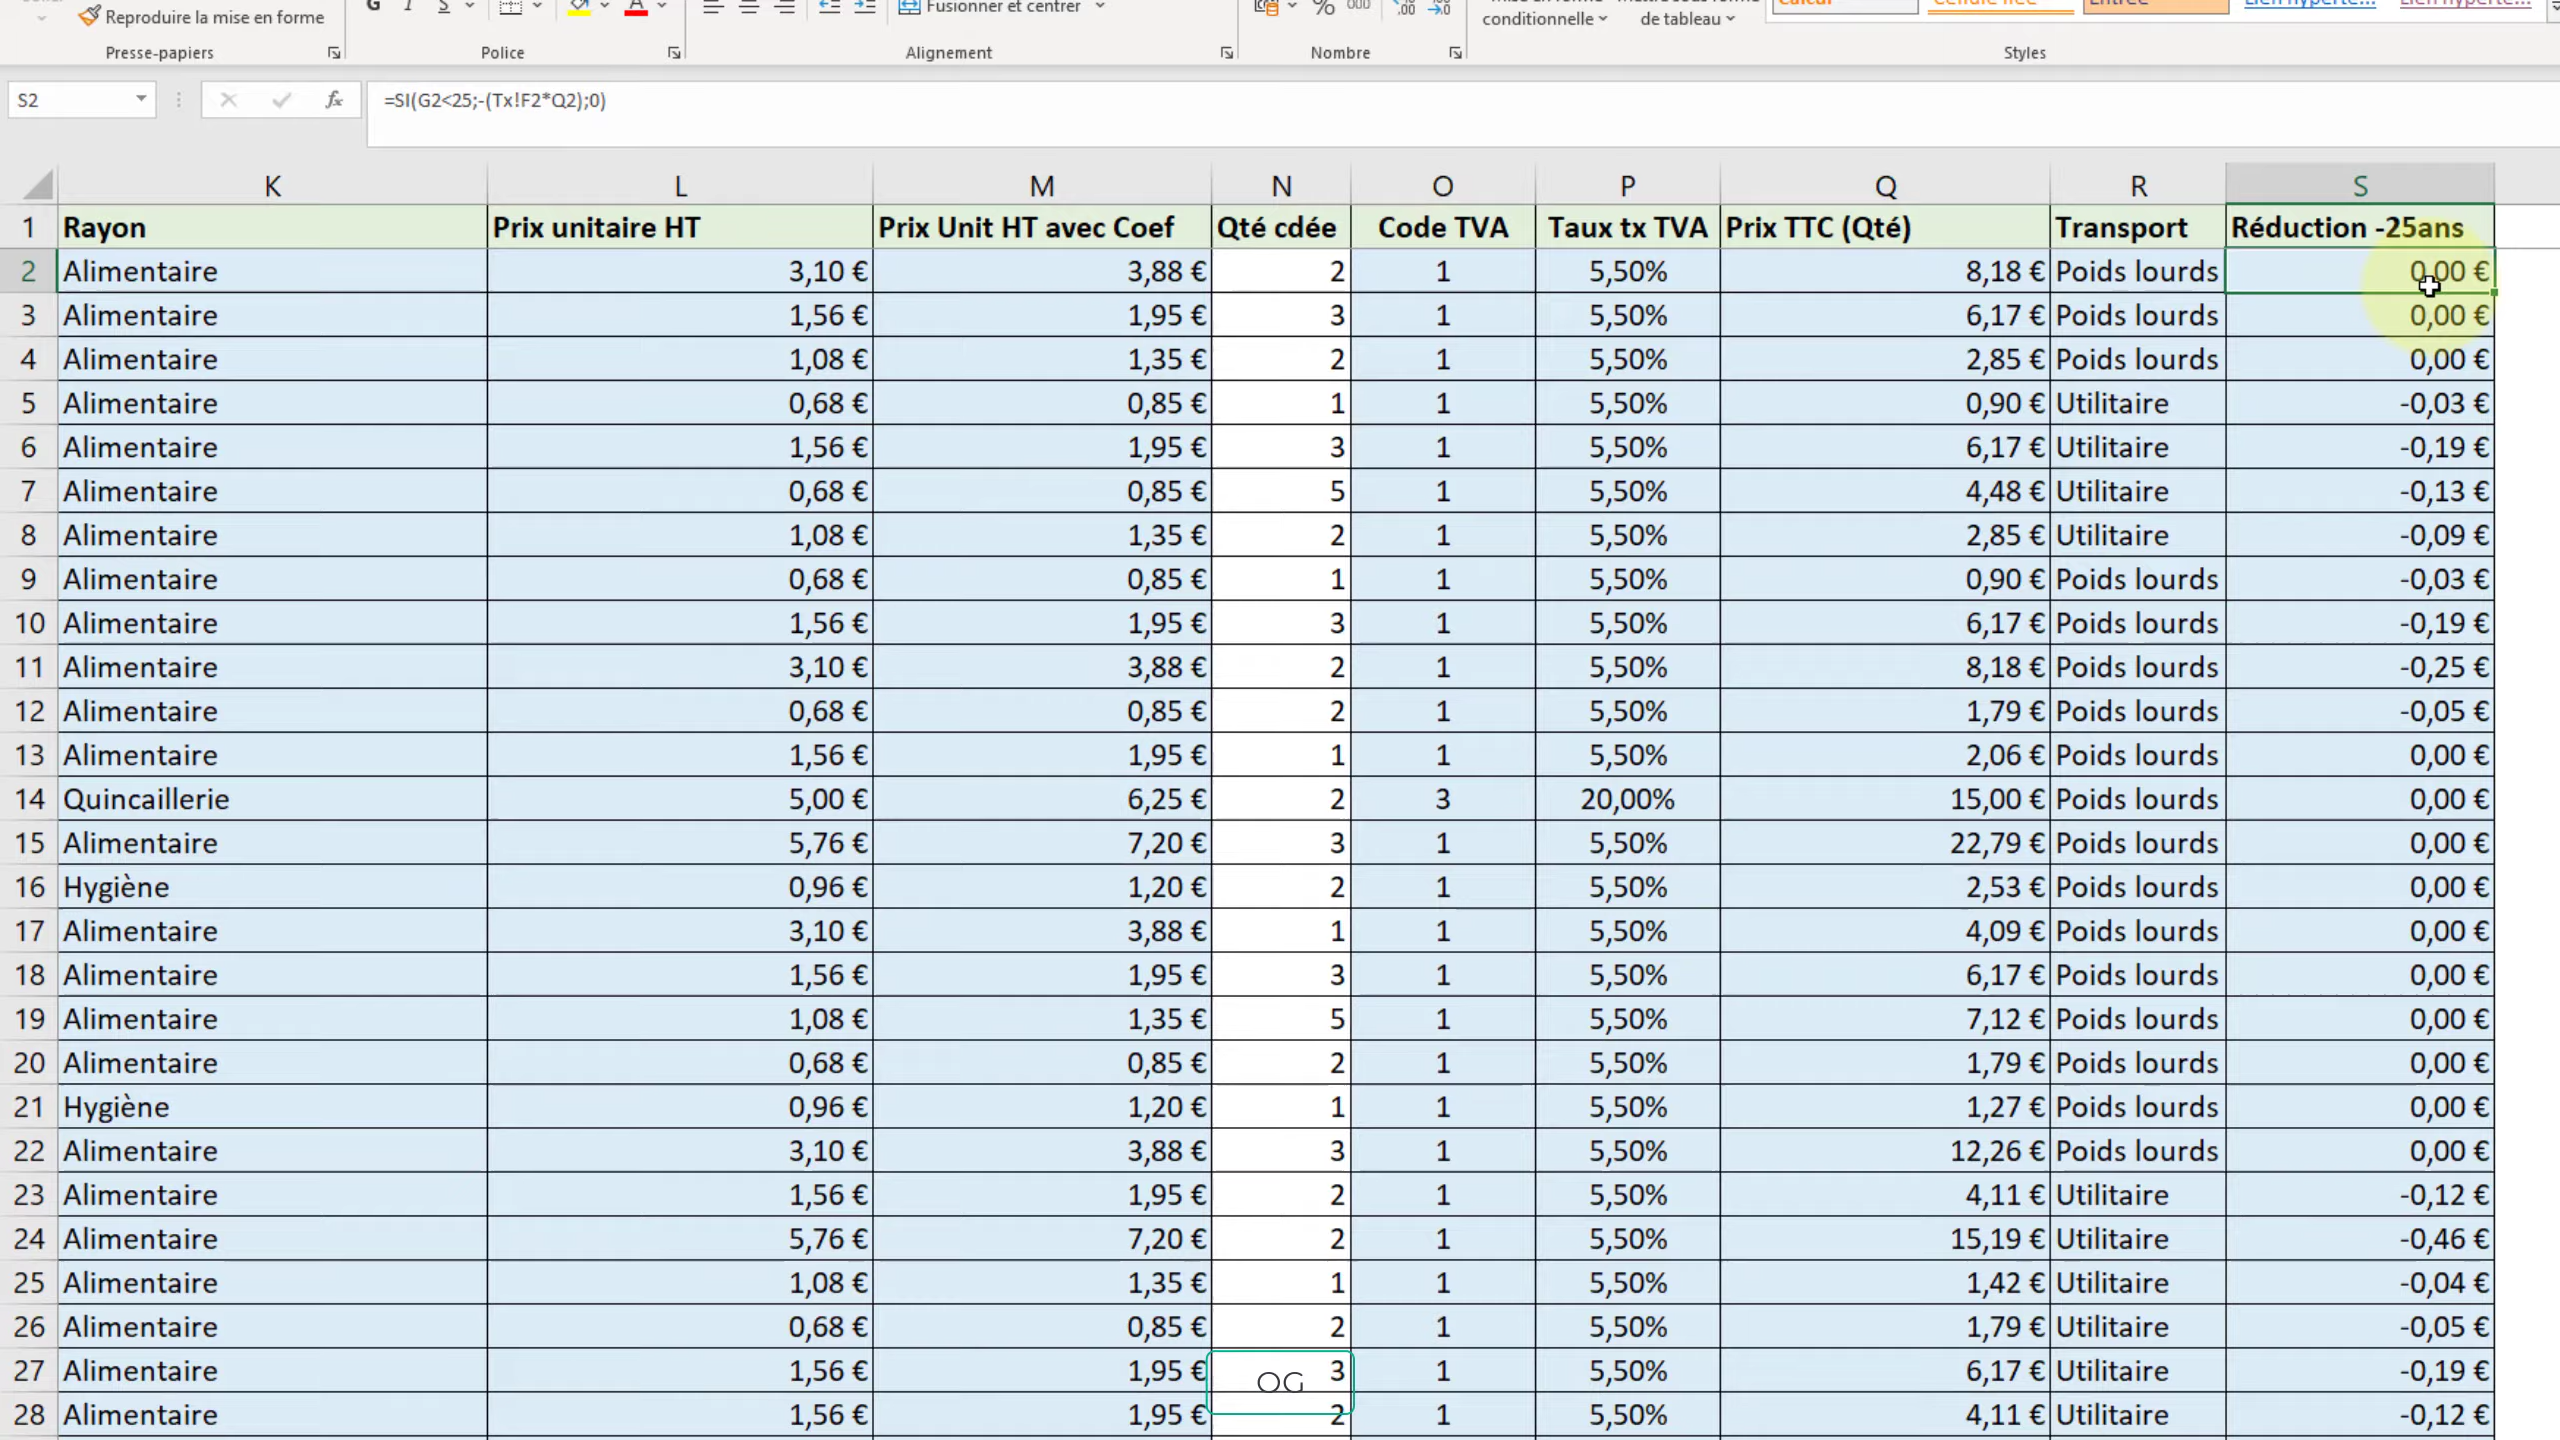 Reproduire la mise en forme
G I S A Fusionner et centrer % 000 conditionnelle de tableau
Presse-papiers Police Alignement Nombre Styles
S2 fx =SI(G2<25;-(Tx!F2*Q2);0)
K L M N O P Q R S
1 Rayon Prix unitaire HT Prix Unit HT avec Coef Qté cdée Code TVA Taux tx TVA Prix TTC (Qté) Transport Réduction -25ans
2 Alimentaire 3,10 € 3,88 € 2 1 5,50% 8,18 € Poids lourds 0,00 €
3 Alimentaire 1,56 € 1,95 € 3 1 5,50% 6,17 € Poids lourds 0,00 €
4 Alimentaire 1,08 € 1,35 € 2 1 5,50% 2,85 € Poids lourds 0,00 €
5 Alimentaire 0,68 € 0,85 € 1 1 5,50% 0,90 € Utilitaire -0,03 €
6 Alimentaire 1,56 € 1,95 € 3 1 5,50% 6,17 € Utilitaire -0,19 €
7 Alimentaire 0,68 € 0,85 € 5 1 5,50% 4,48 € Utilitaire -0,13 €
8 Alimentaire 1,08 € 1,35 € 2 1 5,50% 2,85 € Utilitaire -0,09 €
9 Alimentaire 0,68 € 0,85 € 1 1 5,50% 0,90 € Poids lourds -0,03 €
10 Alimentaire 1,56 € 1,95 € 3 1 5,50% 6,17 € Poids lourds -0,19 €
11 Alimentaire 3,10 € 3,88 € 2 1 5,50% 8,18 € Poids lourds -0,25 €
12 Alimentaire 0,68 € 0,85 € 2 1 5,50% 1,79 € Poids lourds -0,05 €
13 Alimentaire 1,56 € 1,95 € 1 1 5,50% 2,06 € Poids lourds 0,00 €
14 Quincaillerie 5,00 € 6,25 € 2 3 20,00% 15,00 € Poids lourds 0,00 €
15 Alimentaire 5,76 € 7,20 € 3 1 5,50% 22,79 € Poids lourds 0,00 €
16 Hygiène 0,96 € 1,20 € 2 1 5,50% 2,53 € Poids lourds 0,00 €
17 Alimentaire 3,10 € 3,88 € 1 1 5,50% 4,09 € Poids lourds 0,00 €
18 Alimentaire 1,56 € 1,95 € 3 1 5,50% 6,17 € Poids lourds 0,00 €
19 Alimentaire 1,08 € 1,35 € 5 1 5,50% 7,12 € Poids lourds 0,00 €
20 Alimentaire 0,68 € 0,85 € 2 1 5,50% 1,79 € Poids lourds 0,00 €
21 Hygiène 0,96 € 1,20 € 1 1 5,50% 1,27 € Poids lourds 0,00 €
22 Alimentaire 3,10 € 3,88 € 3 1 5,50% 12,26 € Poids lourds 0,00 €
23 Alimentaire 1,56 € 1,95 € 2 1 5,50% 4,11 € Utilitaire -0,12 €
24 Alimentaire 5,76 € 7,20 € 2 1 5,50% 15,19 € Utilitaire -0,46 €
25 Alimentaire 1,08 € 1,35 € 1 1 5,50% 1,42 € Utilitaire -0,04 €
26 Alimentaire 0,68 € 0,85 € 2 1 5,50% 1,79 € Utilitaire -0,05 €
27 Alimentaire 1,56 € 1,95 € 3 1 5,50% 6,17 € Utilitaire -0,19 €
OG
28 Alimentaire 1,56 € 1,95 € 2 1 5,50% 4,11 € Utilitaire -0,12 €